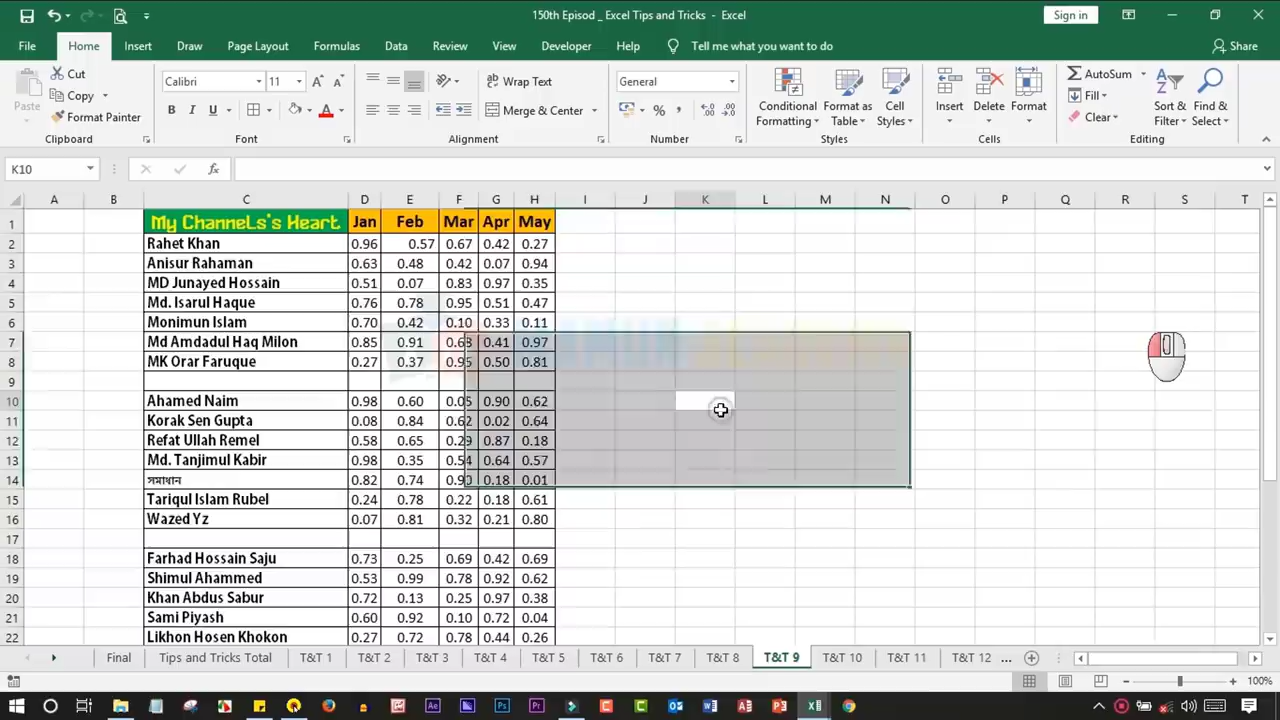 150th Episod _ Excel Tips and Tricks - Excel
Sign in
File Home Insert Draw Page Layout Formulas Data Review View Developer Help Tell me what you want to do Share
Paste
Cut
Copy
Format Painter
Calibri 11
B I U
Wrap Text
Merge & Center
General
Conditional Formatting
Format as Table
Cell Styles
Insert
Delete
Format
AutoSum
Fill
Clear
Sort & Filter
Find & Select
Clipboard Font Alignment Number Styles Cells Editing
K10
A B C D E F G H I J K L M N O P Q R S T
1 My ChanneLs's Heart Jan Feb Mar Apr May
2 Rahet Khan 0.96 0.57 0.67 0.42 0.27
3 Anisur Rahaman 0.63 0.48 0.42 0.07 0.94
4 MD Junayed Hossain 0.51 0.07 0.83 0.97 0.35
5 Md. Isarul Haque 0.76 0.78 0.95 0.51 0.47
6 Monimun Islam 0.70 0.42 0.10 0.33 0.11
7 Md Amdadul Haq Milon 0.85 0.91 0.63 0.41 0.97
8 MK Orar Faruque 0.27 0.37 0.95 0.50 0.81
9
10 Ahamed Naim 0.98 0.60 0.05 0.90 0.62
11 Korak Sen Gupta 0.08 0.84 0.62 0.02 0.64
12 Refat Ullah Remel 0.58 0.65 0.29 0.87 0.18
13 Md. Tanjimul Kabir 0.98 0.35 0.54 0.64 0.57
14 সমাধান 0.82 0.74 0.90 0.18 0.01
15 Tariqul Islam Rubel 0.24 0.78 0.22 0.18 0.61
16 Wazed Yz 0.07 0.81 0.32 0.21 0.80
17
18 Farhad Hossain Saju 0.73 0.25 0.69 0.42 0.69
19 Shimul Ahammed 0.53 0.99 0.78 0.92 0.62
20 Khan Abdus Sabur 0.72 0.13 0.25 0.97 0.38
21 Sami Piyash 0.60 0.92 0.10 0.72 0.04
22 Likhon Hosen Khokon 0.27 0.72 0.78 0.44 0.26
Final Tips and Tricks Total T&T 1 T&T 2 T&T 3 T&T 4 T&T 5 T&T 6 T&T 7 T&T 8 T&T 9 T&T 10 T&T 11 T&T 12 ...
100%